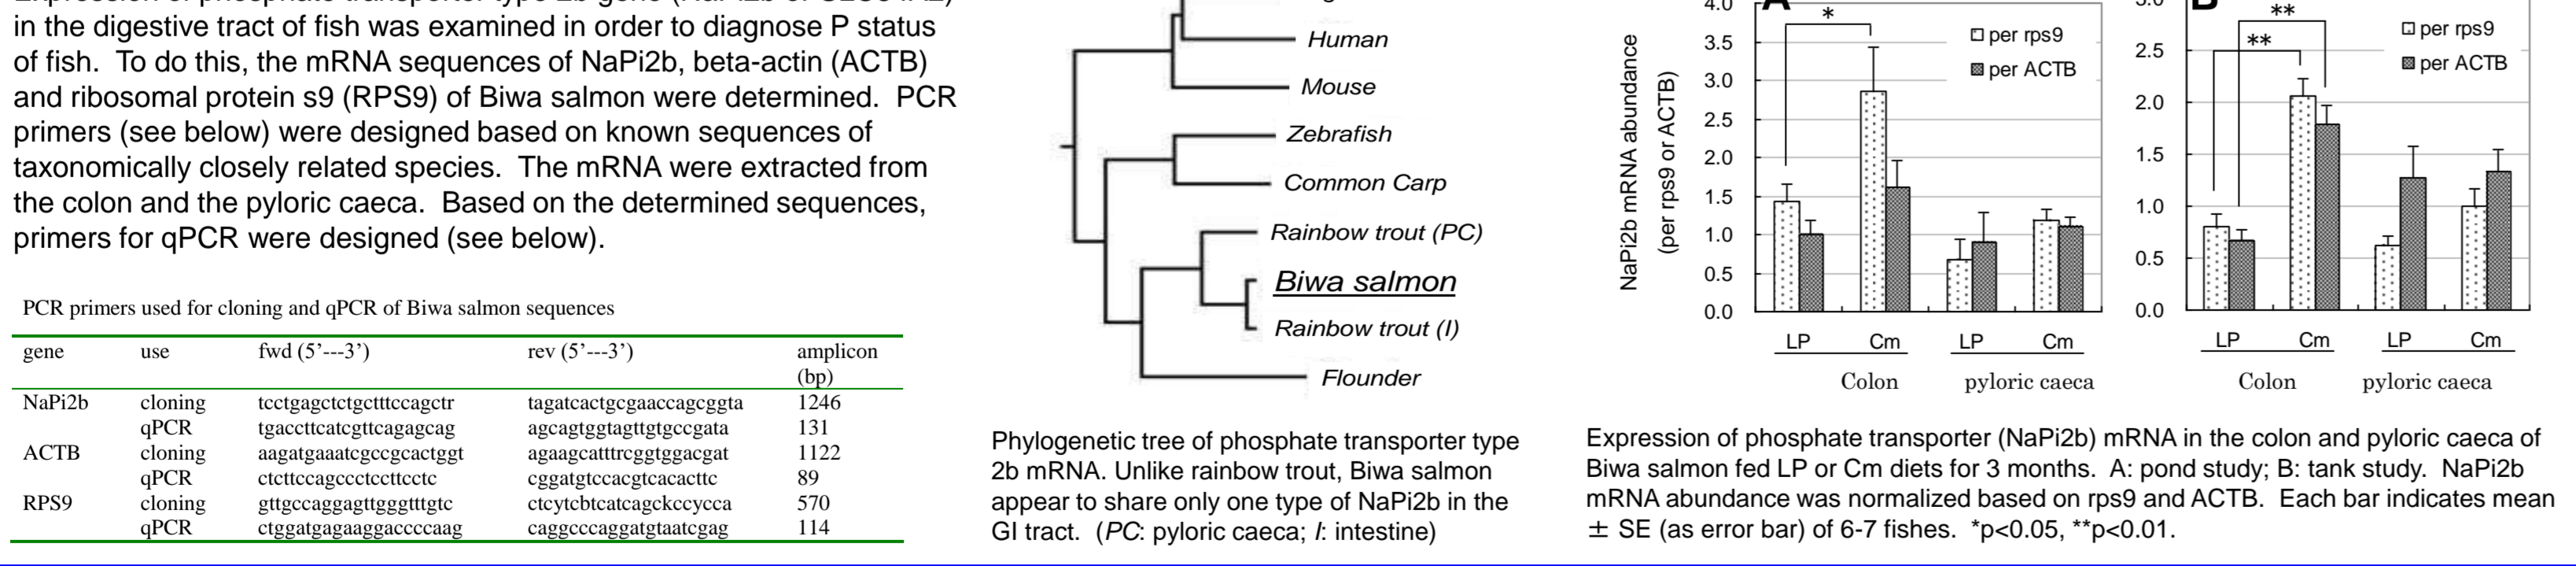 in the digestive tract of fish was examined in order to diagnose P status
of fish. To do this, the mRNA sequences of NaPi2b, beta-actin (ACTB)
and ribosomal protein s9 (RPS9) of Biwa salmon were determined. PCR
primers (see below) were designed based on known sequences of
taxonomically closely related species. The mRNA were extracted from
the colon and the pyloric caeca. Based on the determined sequences,
primers for qPCR were designed (see below).
PCR primers used for cloning and qPCR of Biwa salmon sequences
gene use fwd (5’---3’) rev (5’---3’) amplicon
(bp)
NaPi2b cloning tcctgagctctgctttccagctr tagatcactgcgaaccagcggta 1246
qPCR tgaccttcatcgttcagagcag agcagtggtagttgtgccgata 131
ACTB cloning aagatgaaatcgccgcactggt agaagcatttrcggtggacgat 1122
qPCR ctcttccagccctccttcctc cggatgtccacgtcacacttc 89
RPS9 cloning gttgccaggagttgggtttgtc ctcytcbtcatcagckccycca 570
qPCR ctggatgagaaggaccccaag caggcccaggatgtaatcgag 114
Human
Mouse
Zebrafish
Common Carp
Rainbow trout (PC)
Biwa salmon
Rainbow trout (I)
Flounder
Phylogenetic tree of phosphate transporter type
2b mRNA. Unlike rainbow trout, Biwa salmon
appear to share only one type of NaPi2b in the
GI tract. (PC: pyloric caeca; I: intestine)
NaPi2b mRNA abundance
(per rps9 or ACTB)
A
4.0
3.5
3.0
2.5
2.0
1.5
1.0
0.5
0.0
*
per rps9
per ACTB
LP Cm LP Cm
Colon pyloric caeca
B
3.0
2.5
2.0
1.5
1.0
0.5
0.0
**
**
per rps9
per ACTB
LP Cm LP Cm
Colon pyloric caeca
Expression of phosphate transporter (NaPi2b) mRNA in the colon and pyloric caeca of
Biwa salmon fed LP or Cm diets for 3 months. A: pond study; B: tank study. NaPi2b
mRNA abundance was normalized based on rps9 and ACTB. Each bar indicates mean
± SE (as error bar) of 6-7 fishes. *p<0.05, **p<0.01.